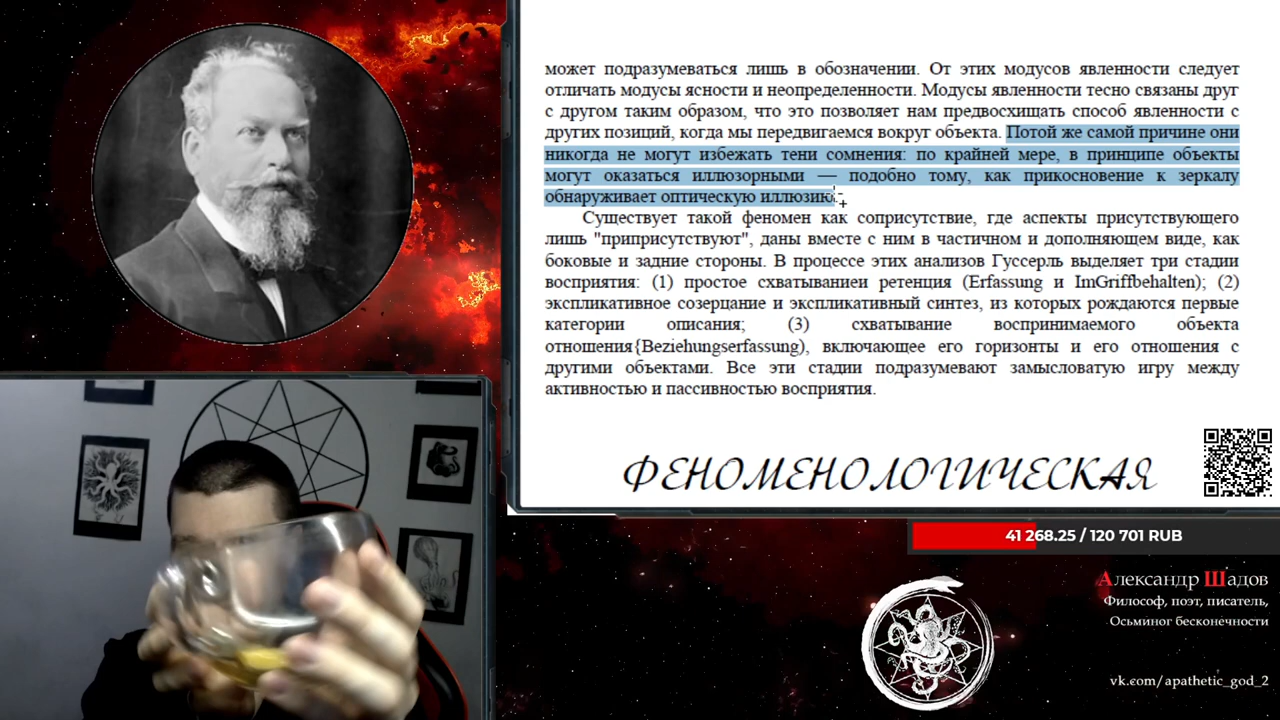 может подразумеваться лишь в обозначении. От этих модусов явленности следует
отличать модусы ясности и неопределенности. Модусы явленности тесно связаны друг
с другом таким образом, что это позволяет нам предвосхищать способ явленности с
других позиций, когда мы передвигаемся вокруг объекта. Потой же самой причине они
никогда не могут избежать тени сомнения: по крайней мере, в принципе объекты
могут оказаться иллюзорными — подобно тому, как прикосновение к зеркалу
обнаруживает оптическую иллюзию.
Существует такой феномен как соприсутствие, где аспекты присутствующего
лишь "приприсутствуют", даны вместе с ним в частичном и дополняющем виде, как
боковые и задние стороны. В процессе этих анализов Гуссерль выделяет три стадии
восприятия: (1) простое схватываниеи ретенция (Erfassung и ImGriffbehalten); (2)
экспликативное созерцание и экспликативный синтез, из которых рождаются первые
категории описания; (3) схватывание воспринимаемого объекта
отношения{Beziehungserfassung), включающее его горизонты и его отношения с
другими объектами. Все эти стадии подразумевают замысловатую игру между
активностью и пассивностью восприятия.
ФЕНОМЕНОЛОГИЧЕСКАЯ
41 268.25 / 120 701 RUB
Александр Шадов
Философ, поэт, писатель,
Осьминог бесконечности
vk.com/apathetic_god_2